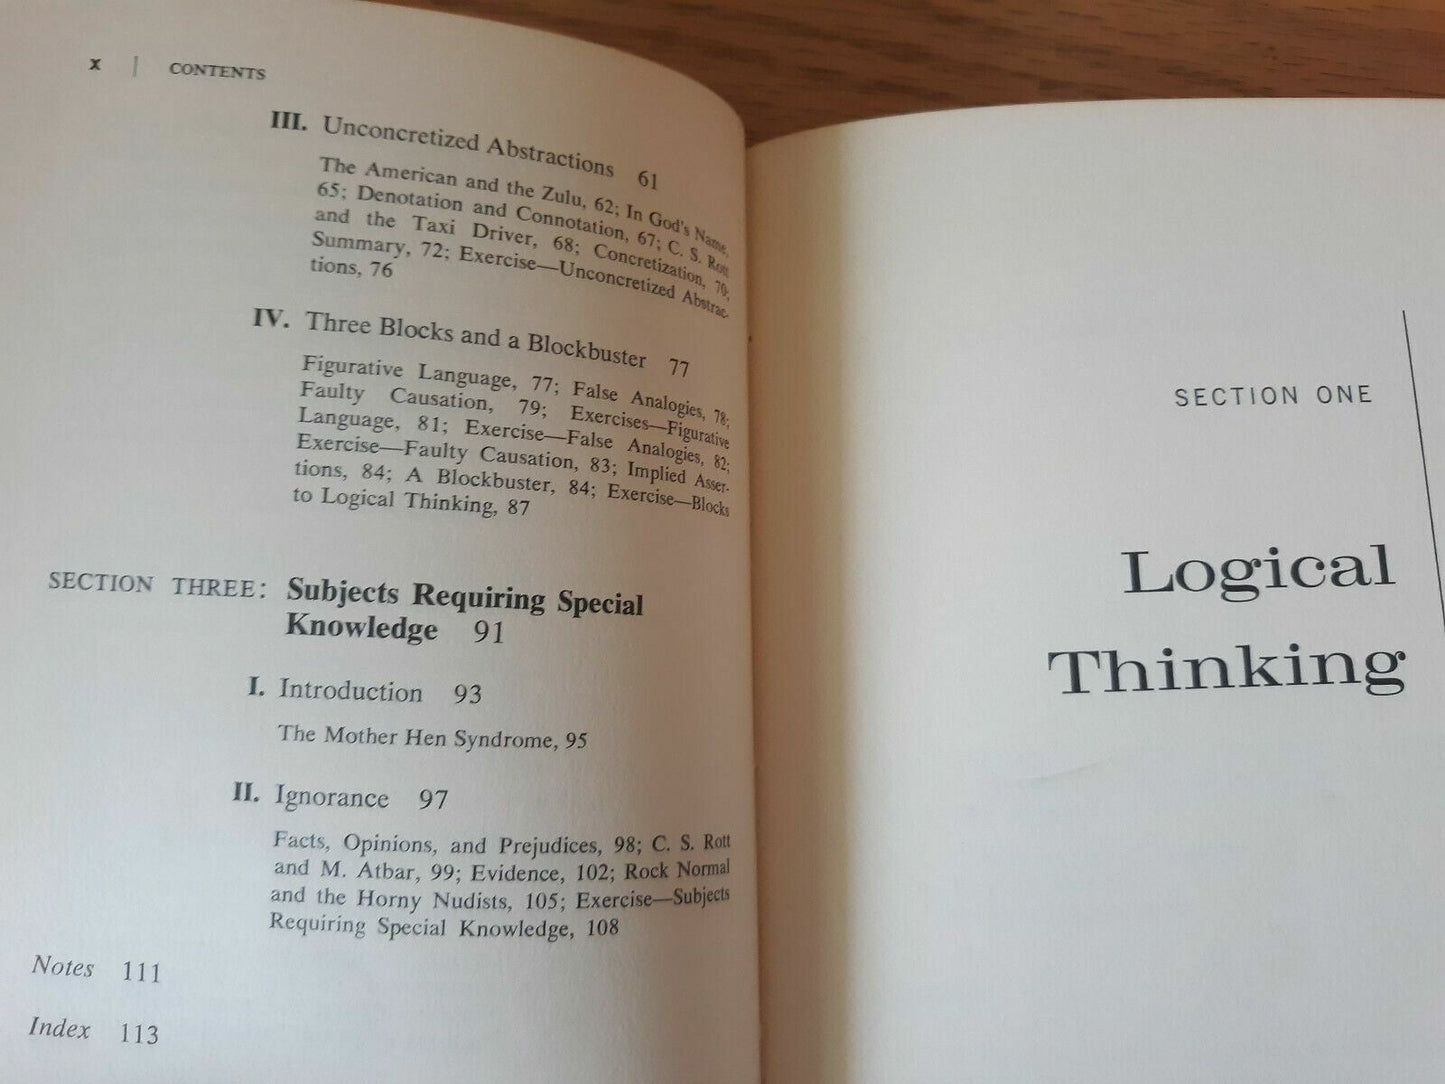 x | CONTENTS
III. Unconcretized Abstractions 61
The American and the Zulu, 62; In God's Name,
65; Denotation and Connotation, 67; C. S. Rott
and the Taxi Driver, 68; Concretization, 70;
Summary, 72; Exercise—Unconcretized Abstrac-
tions, 76
IV. Three Blocks and a Blockbuster 77
Figurative Language, 77; False Analogies, 78;
Faulty Causation, 79; Exercises—Figurative
Language, 81; Exercise—False Analogies, 82;
Exercise—Faulty Causation, 83; Implied Asser-
tions, 84; A Blockbuster, 84; Exercise—Blocks
to Logical Thinking, 87
SECTION THREE: Subjects Requiring Special
Knowledge 91
I. Introduction 93
The Mother Hen Syndrome, 95
II. Ignorance 97
Facts, Opinions, and Prejudices, 98; C. S. Rott
and M. Atbar, 99; Evidence, 102; Rock Normal
and the Horny Nudists, 105; Exercise—Subjects
Requiring Special Knowledge, 108
Notes 111
Index 113
SECTION ONE
Logical
Thinking